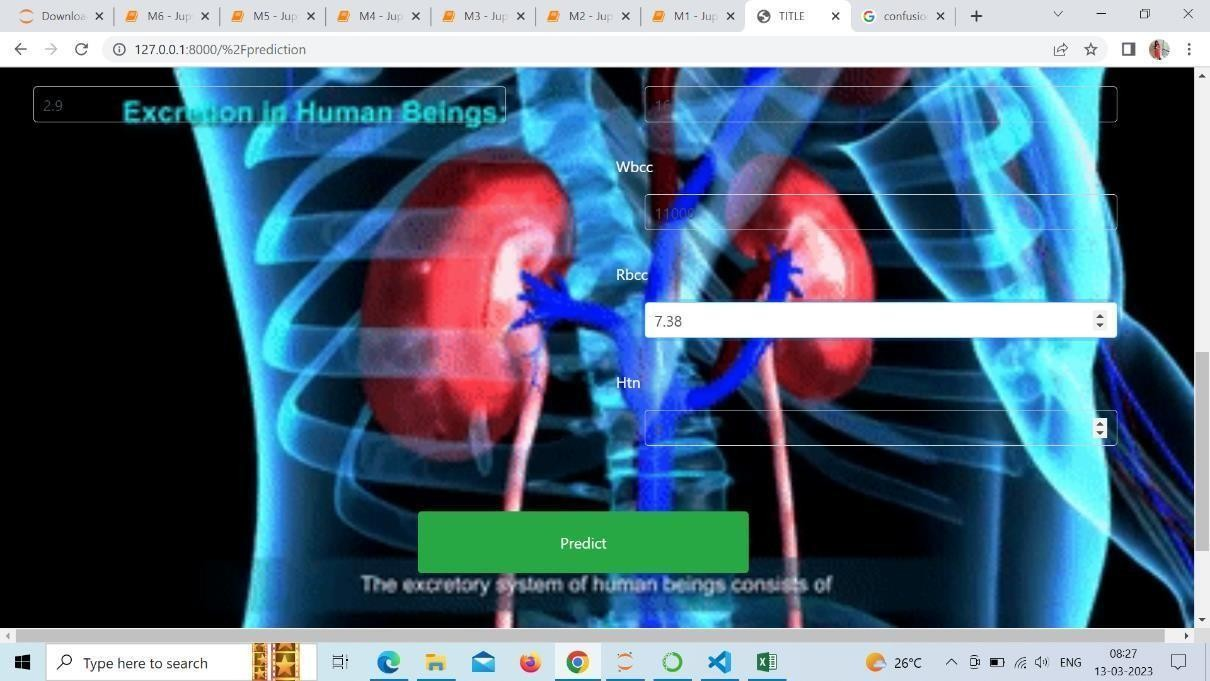 Downloa
M6 - Jup
M5 - Jup
M4 - Jup
M3 - Jup
M2 - Jup
M1 - Jup
TITLE
confusio
127.0.0.1:8000/%2Fprediction
2.9
16
Excretion in Human Beings:
Wbcc
11000
Rbcc
7.38
Htn
Predict
The excretory system of human beings consists of
Type here to search
26°C
ENG
08:27
13-03-2023